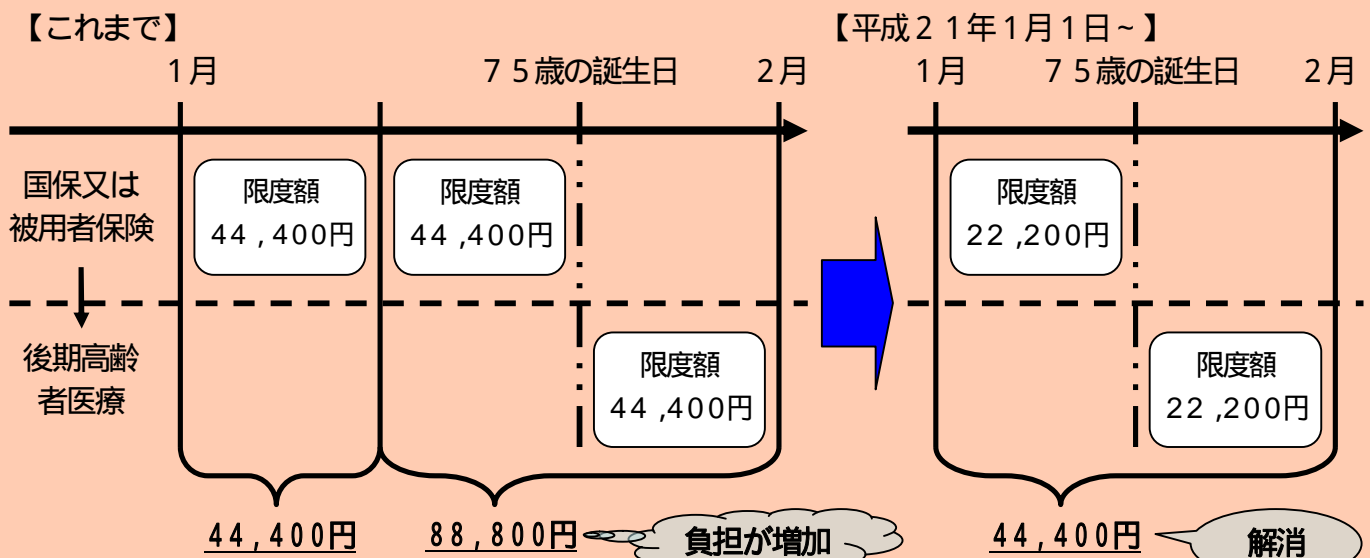 【これまで】
【平成21年1月1日~】
1月
75歳の誕生日
2月
1月
75歳の誕生日
2月
国保又は
被用者保険
限度額
44,400円
限度額
44,400円
限度額
22,200円
後期高齢
者医療
限度額
44,400円
限度額
22,200円
44,400円
88,800円
負担が増加
44,400円
解消